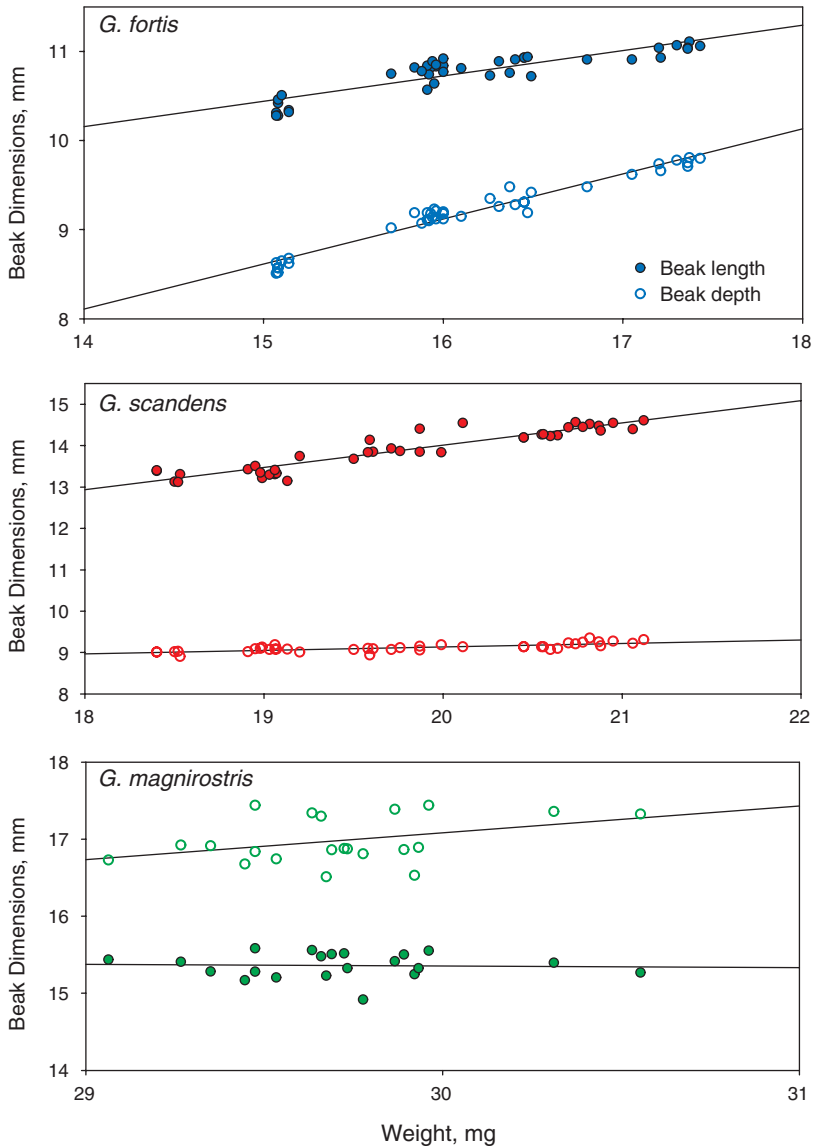 G. fortis
11
10
9
8
Beak Dimensions, mm
Beak length
Beak depth
14 15 16 17 18
G. scandens
15
14
13
12
11
10
9
8
Beak Dimensions, mm
18 19 20 21 22
G. magnirostris
18
17
16
15
14
Beak Dimensions, mm
29 30 31
Weight, mg